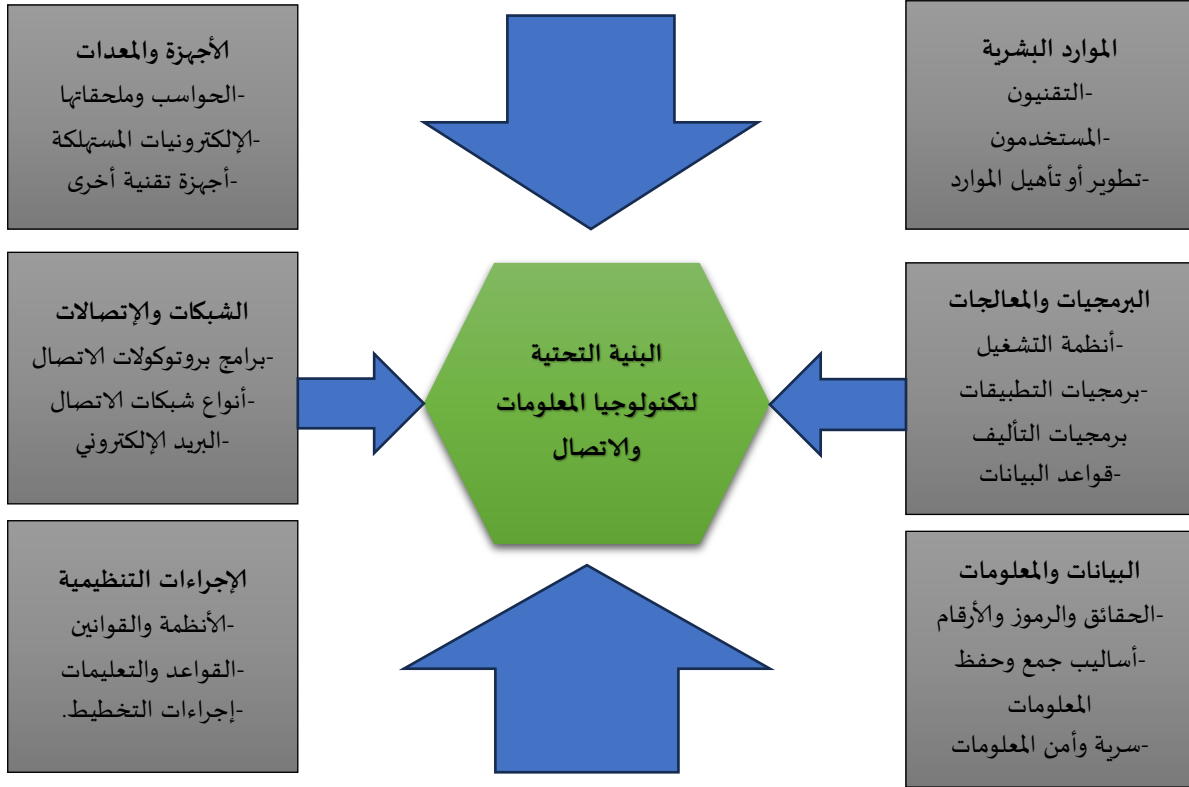 الموارد البشرية
-التقنيون
-المستخدمون
-تطوير أو تأهيل الموارد
الأجهزة والمعدات
-الحواسب وملحقاتها
-الإلكترونيات المستهلكة
-أجهزة تقنية أخرى
البرمجيات والمعالجات
-أنظمة التشغيل
-برمجيات التطبيقات
برمجيات التأليف
-قواعد البيانات
البنية التحتية
لتكنولوجيا المعلومات
والاتصال
الشبكات والإتصالات
-برامج بروتوكولات الاتصال
-أنواع شبكات الاتصال
-البريد الإلكتروني
البيانات والمعلومات
-الحقائق والرموز والأرقام
-أساليب جمع وحفظ
المعلومات
-سرية وأمن المعلومات
الإجراءات التنظيمية
-الأنظمة والقوانين
-القواعد والتعليمات
-إجراءات التخطيط.